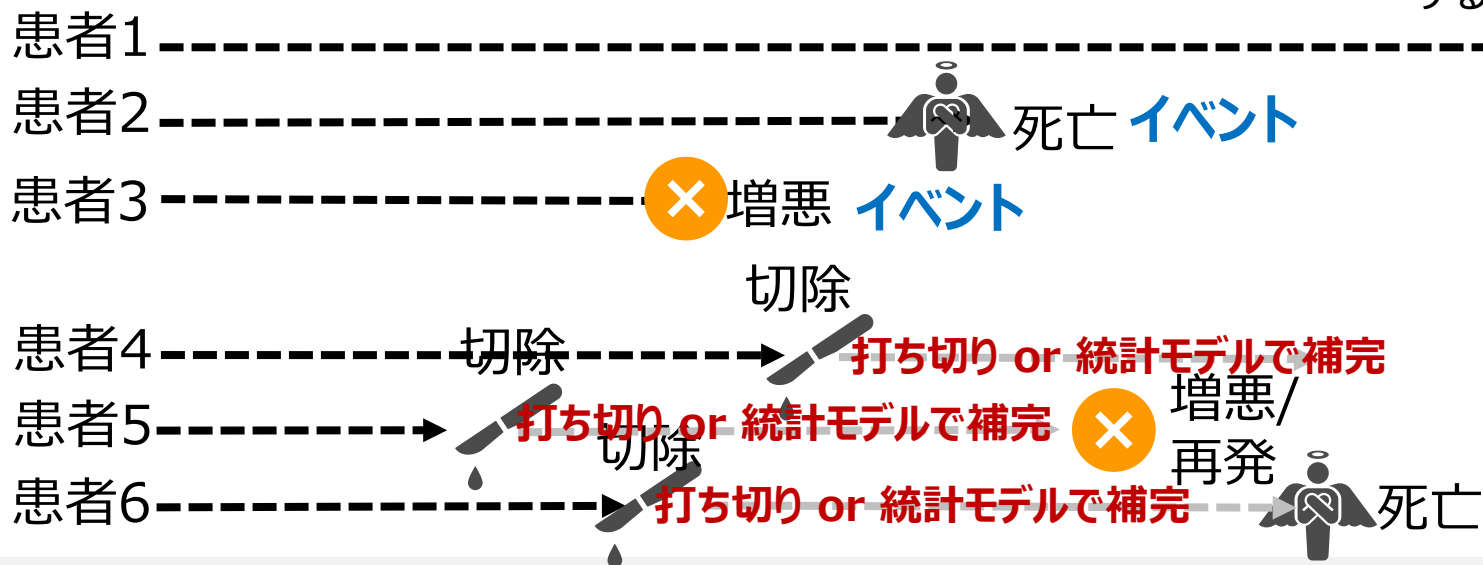 する
患者1
患者2 死亡 イベント
患者3 増悪 イベント
切除
患者4 打ち切り or 統計モデルで補完
切除
患者5 打ち切り or 統計モデルで補完 増悪/
再発
切除
患者6 打ち切り or 統計モデルで補完 死亡